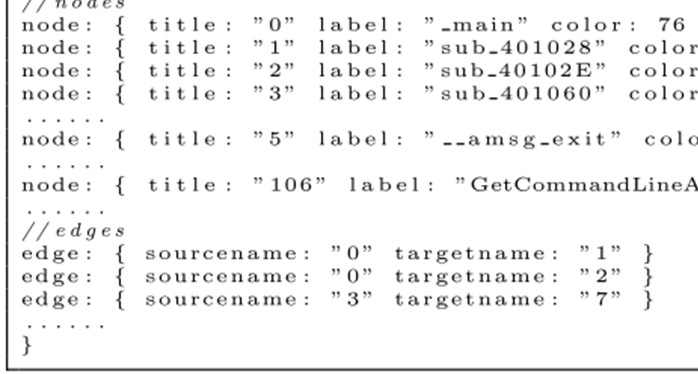 //nodes
node: { title: "0" label: "_main" color: 76
node: { title: "1" label: "sub_401028" color
node: { title: "2" label: "sub_40102E" color
node: { title: "3" label: "sub_401060" color
......
node: { title: "5" label: "__amsg_exit" colo
......
node: { title: "106" label: "GetCommandLineA
......
//edges
edge: { sourcename: "0" targetname: "1" }
edge: { sourcename: "0" targetname: "2" }
edge: { sourcename: "3" targetname: "7" }
......
}